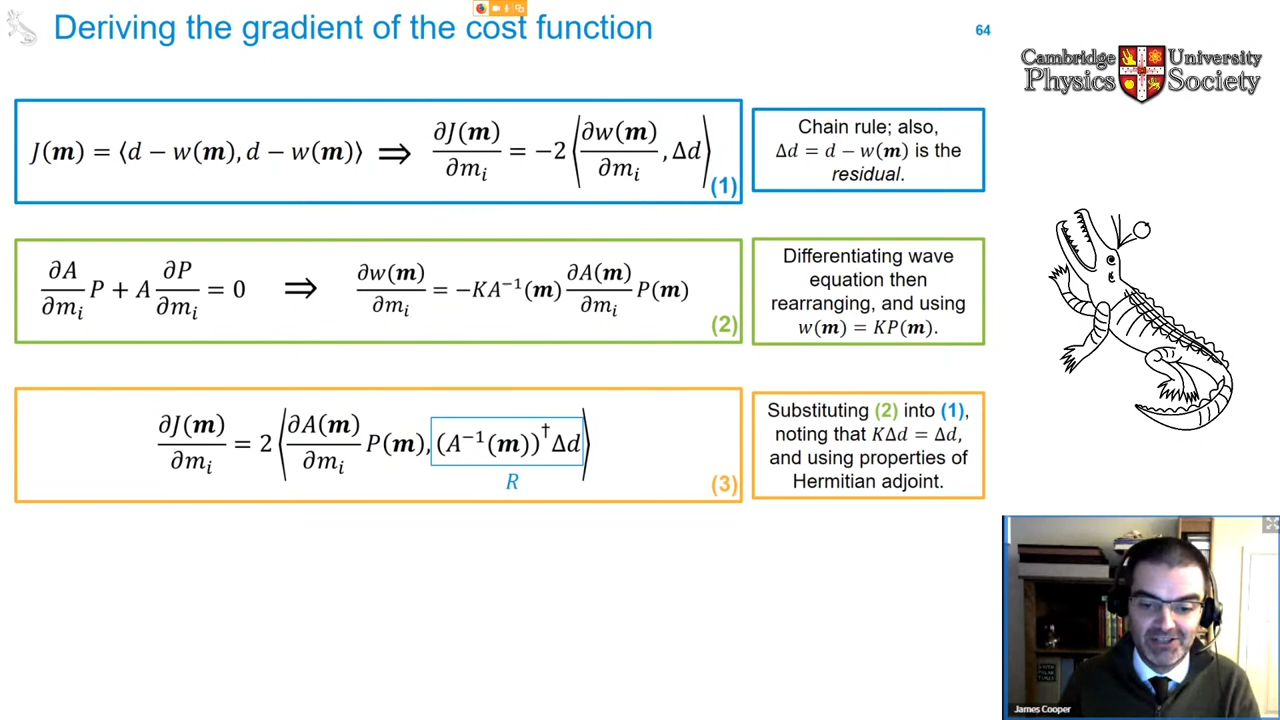 Deriving the gradient of the cost function
64
Cambridge University
Physics Society
J(m) = ⟨d − w(m), d − w(m)⟩ ⟹ ∂J(m)/∂mᵢ = −2 ⟨∂w(m)/∂mᵢ , Δd⟩
(1)
Chain rule; also,
Δd = d − w(m) is the
residual.
∂A/∂mᵢ P + A ∂P/∂mᵢ = 0 ⟹ ∂w(m)/∂mᵢ = −KA⁻¹(m) ∂A(m)/∂mᵢ P(m)
(2)
Differentiating wave
equation then
rearranging, and using
w(m) = KP(m).
∂J(m)/∂mᵢ = 2 ⟨∂A(m)/∂mᵢ P(m), (A⁻¹(m))†Δd⟩
R
(3)
Substituting (2) into (1),
noting that KΔd = Δd,
and using properties of
Hermitian adjoint.
James Cooper